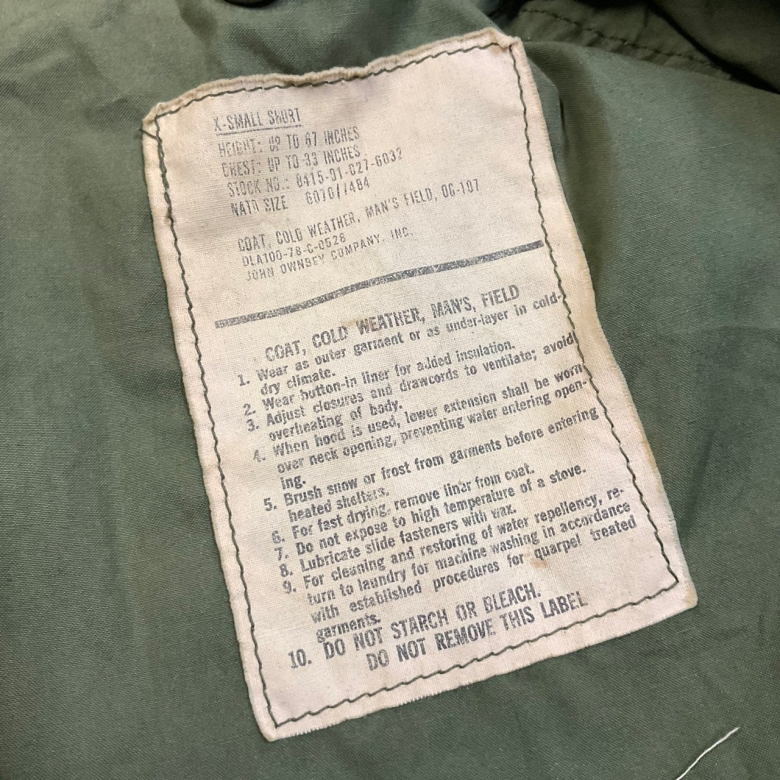 X-SMALL SHORT
HEIGHT: UP TO 67 INCHES
CHEST: UP TO 33 INCHES
STOCK NO.: 8415-01-627-6032
NATO SIZE 6070/7484
COAT, COLD WEATHER, MAN'S FIELD, OG-107
DLA100-78-C-0528
JOHN OWNBEY COMPANY, INC.
COAT, COLD WEATHER, MAN'S, FIELD
1. Wear as outer garment or as under-layer in cold-
dry climate.
2. Wear button-in liner for added insulation.
3. Adjust closures and drawcords to ventilate; avoid
overheating of body.
4. When hood is used, lower extension shall be worn
over neck opening, preventing water entering open-
ing.
5. Brush snow or frost from garments before entering
heated shelters.
6. For fast drying, remove liner from coat.
7. Do not expose to high temperature of a stove.
8. Lubricate slide fasteners with wax.
9. For cleaning and restoring of water repellency, re-
turn to laundry for machine washing in accordance
with established procedures for quarpel treated
garments.
10. DO NOT STARCH OR BLEACH.
DO NOT REMOVE THIS LABEL